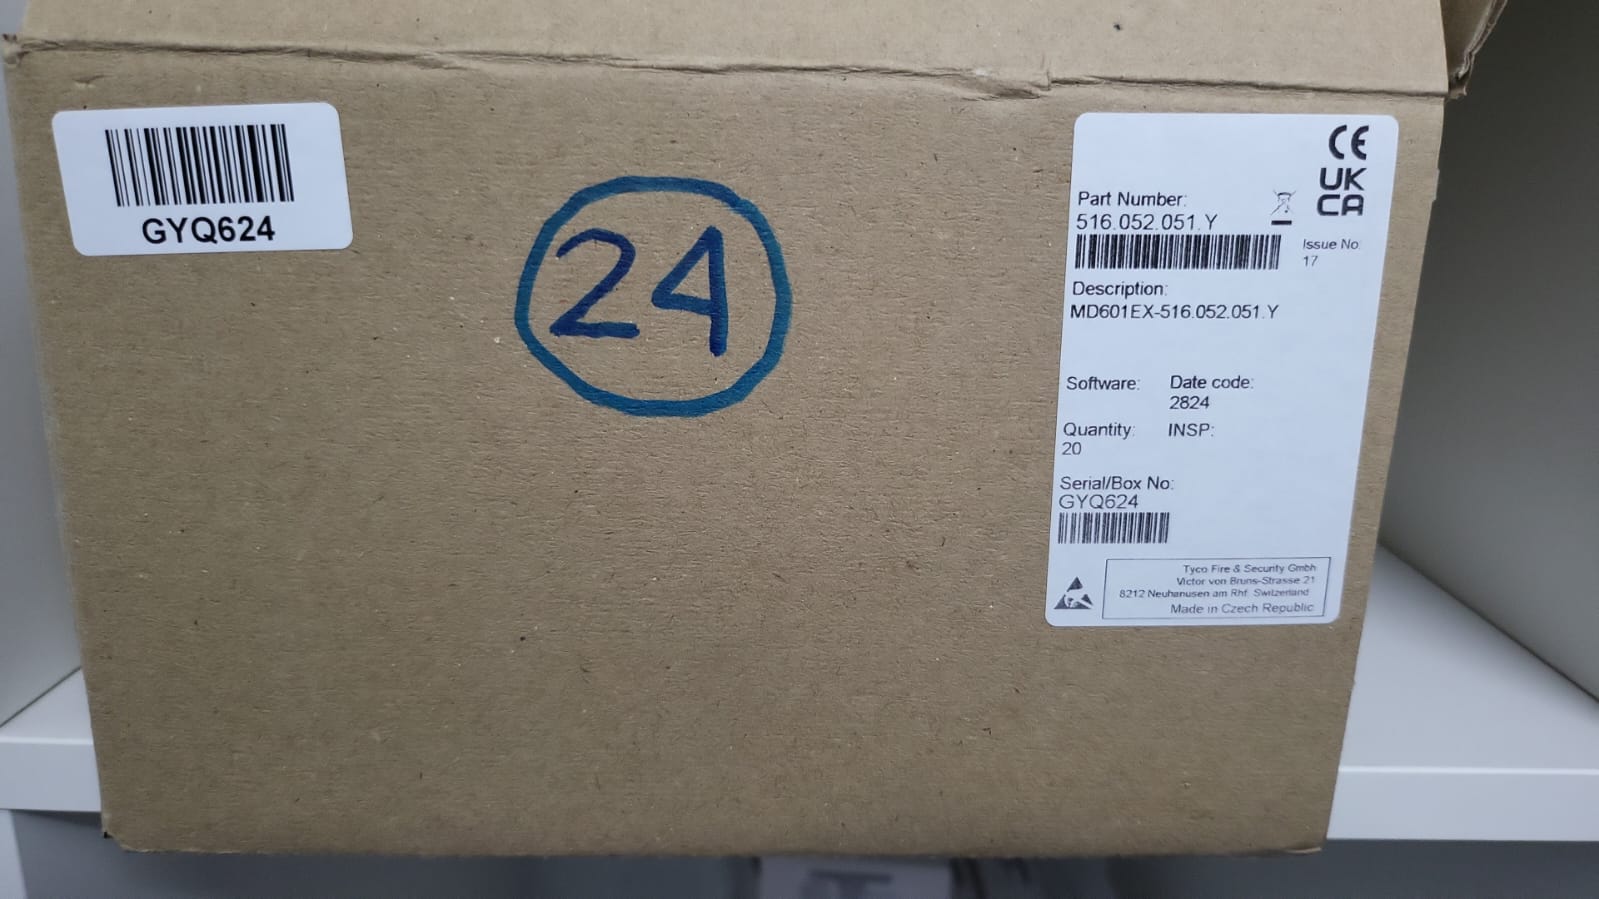 GYQ624
24
CE
UK
CA
Part Number:
516.052.051.Y
Issue No:
17
Description:
MD601EX-516.052.051.Y
Software: Date code:
2824
Quantity: INSP:
20
Serial/Box No:
GYQ624
Tyco Fire & Security Gmbh
Victor von Bruns-Strasse 21
8212 Neuhanusen am Rhf. Switzerland
Made in Czech Republic